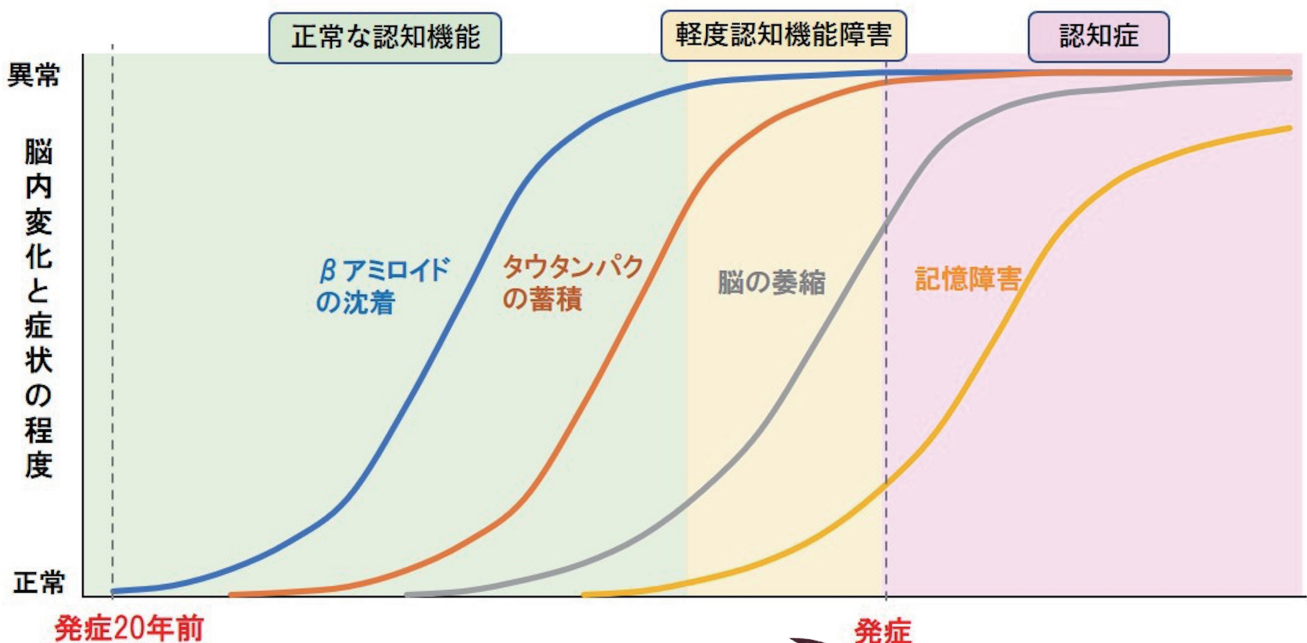 正常な認知機能
軽度認知機能障害
認知症
異常
脳内変化と症状の程度
βアミロイド
の沈着
タウタンパク
の蓄積
脳の萎縮
記憶障害
正常
発症20年前
発症